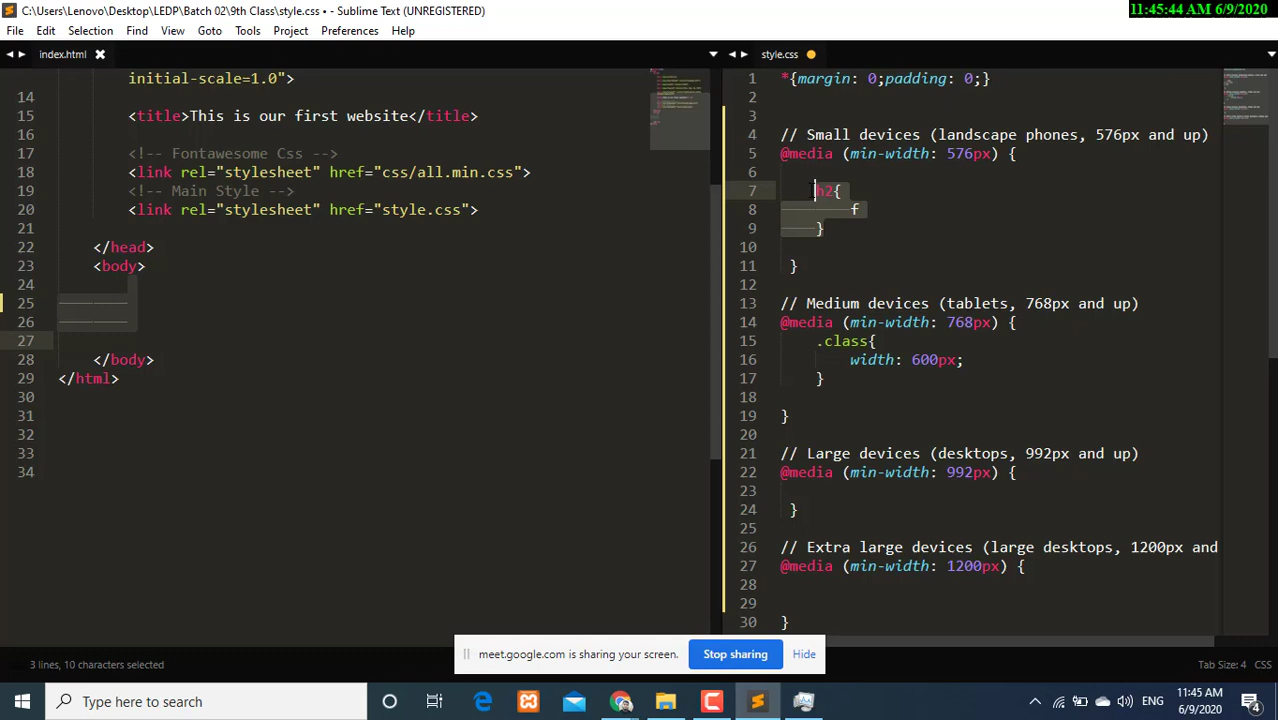 C:\Users\Lenovo\Desktop\LEDP\Batch 02\9th Class\style.css • - Sublime Text (UNREGISTERED)
11:45:44 AM 6/9/2020
File Edit Selection Find View Goto Tools Project Preferences Help
index.html
initial-scale=1.0">
14
15 <title>This is our first website</title>
16
17 <!-- Fontawesome Css -->
18 <link rel="stylesheet" href="css/all.min.css">
19 <!-- Main Style -->
20 <link rel="stylesheet" href="style.css">
21
22 </head>
23 <body>
24
25
26
27
28 </body>
29 </html>
30
31
32
33
34
style.css
1 *{margin: 0;padding: 0;}
2
3
4 // Small devices (landscape phones, 576px and up)
5 @media (min-width: 576px) {
6
7 h2{
8 f
9 }
10
11 }
12
13 // Medium devices (tablets, 768px and up)
14 @media (min-width: 768px) {
15 .class{
16 width: 600px;
17 }
18
19 }
20
21 // Large devices (desktops, 992px and up)
22 @media (min-width: 992px) {
23
24 }
25
26 // Extra large devices (large desktops, 1200px and
27 @media (min-width: 1200px) {
28
29
30 }
meet.google.com is sharing your screen. Stop sharing Hide
3 lines, 10 characters selected
Tab Size: 4 CSS
Type here to search
ENG
11:45 AM
6/9/2020
4